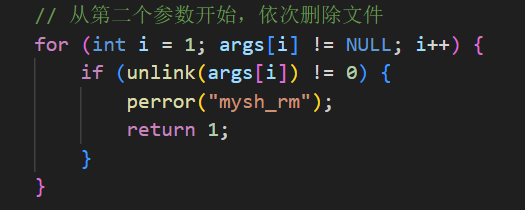 // 从第二个参数开始，依次删除文件
for (int i = 1; args[i] != NULL; i++) {
    if (unlink(args[i]) != 0) {
        perror("mysh_rm");
        return 1;
    }
}